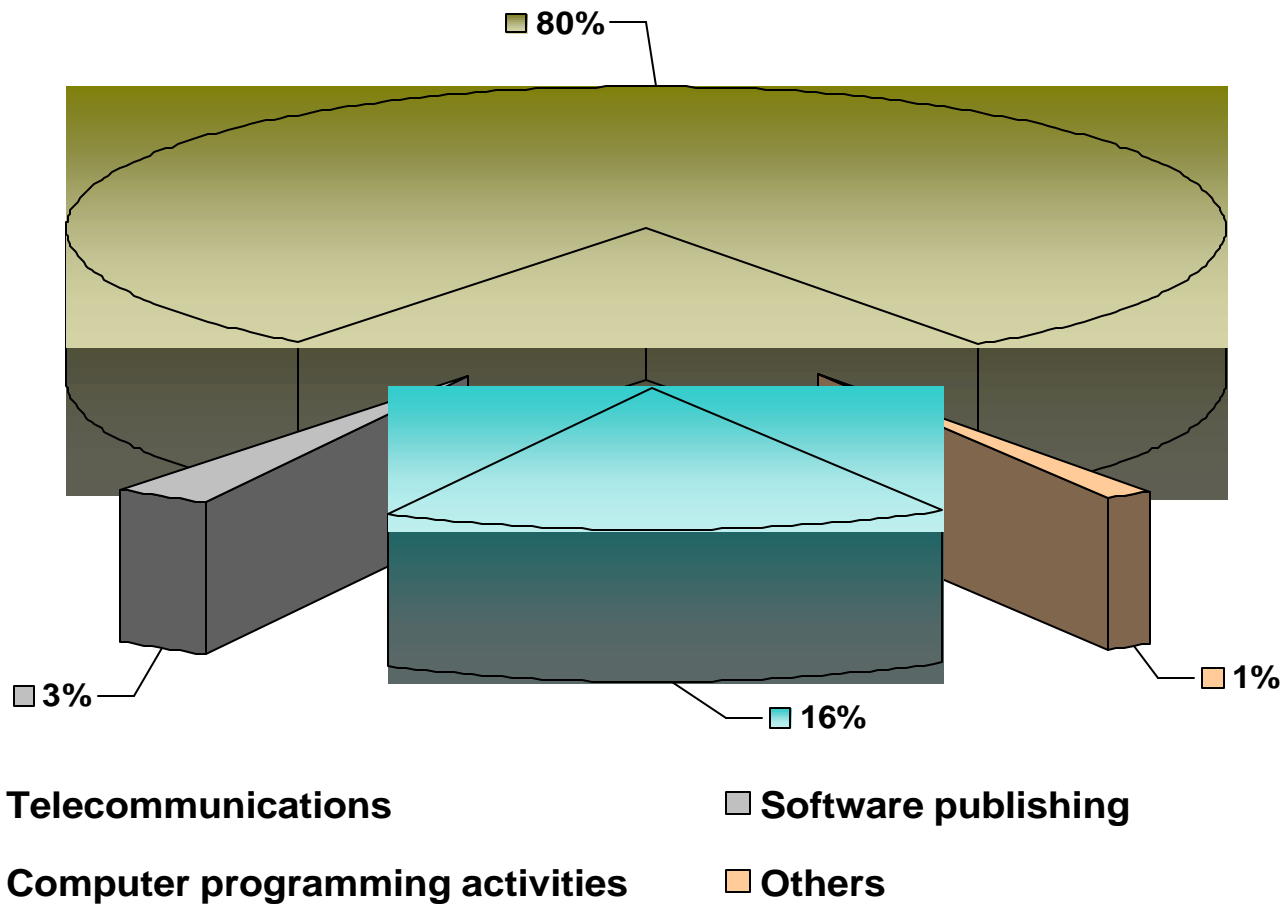 80%
3%
1%
16%
Telecommunications
Software publishing
Computer programming activities
Others